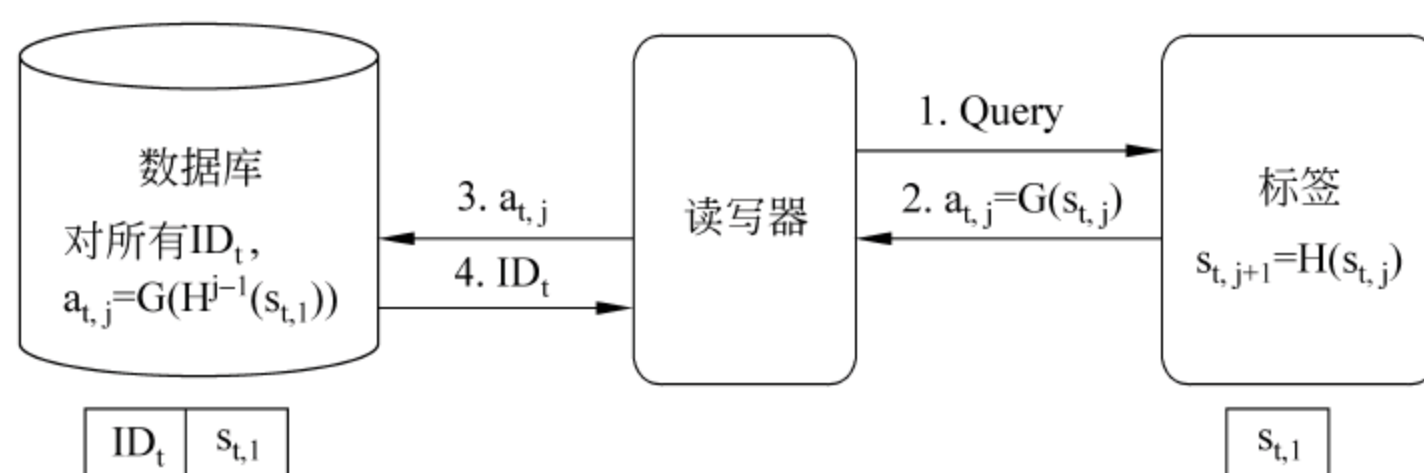 数据库
对所有IDt,
at, j=G(Hj−1(st,1))
IDt
st,1
3. at, j
4. IDt
读写器
1. Query
2. at, j=G(st, j)
标签
st, j+1=H(st, j)
st,1